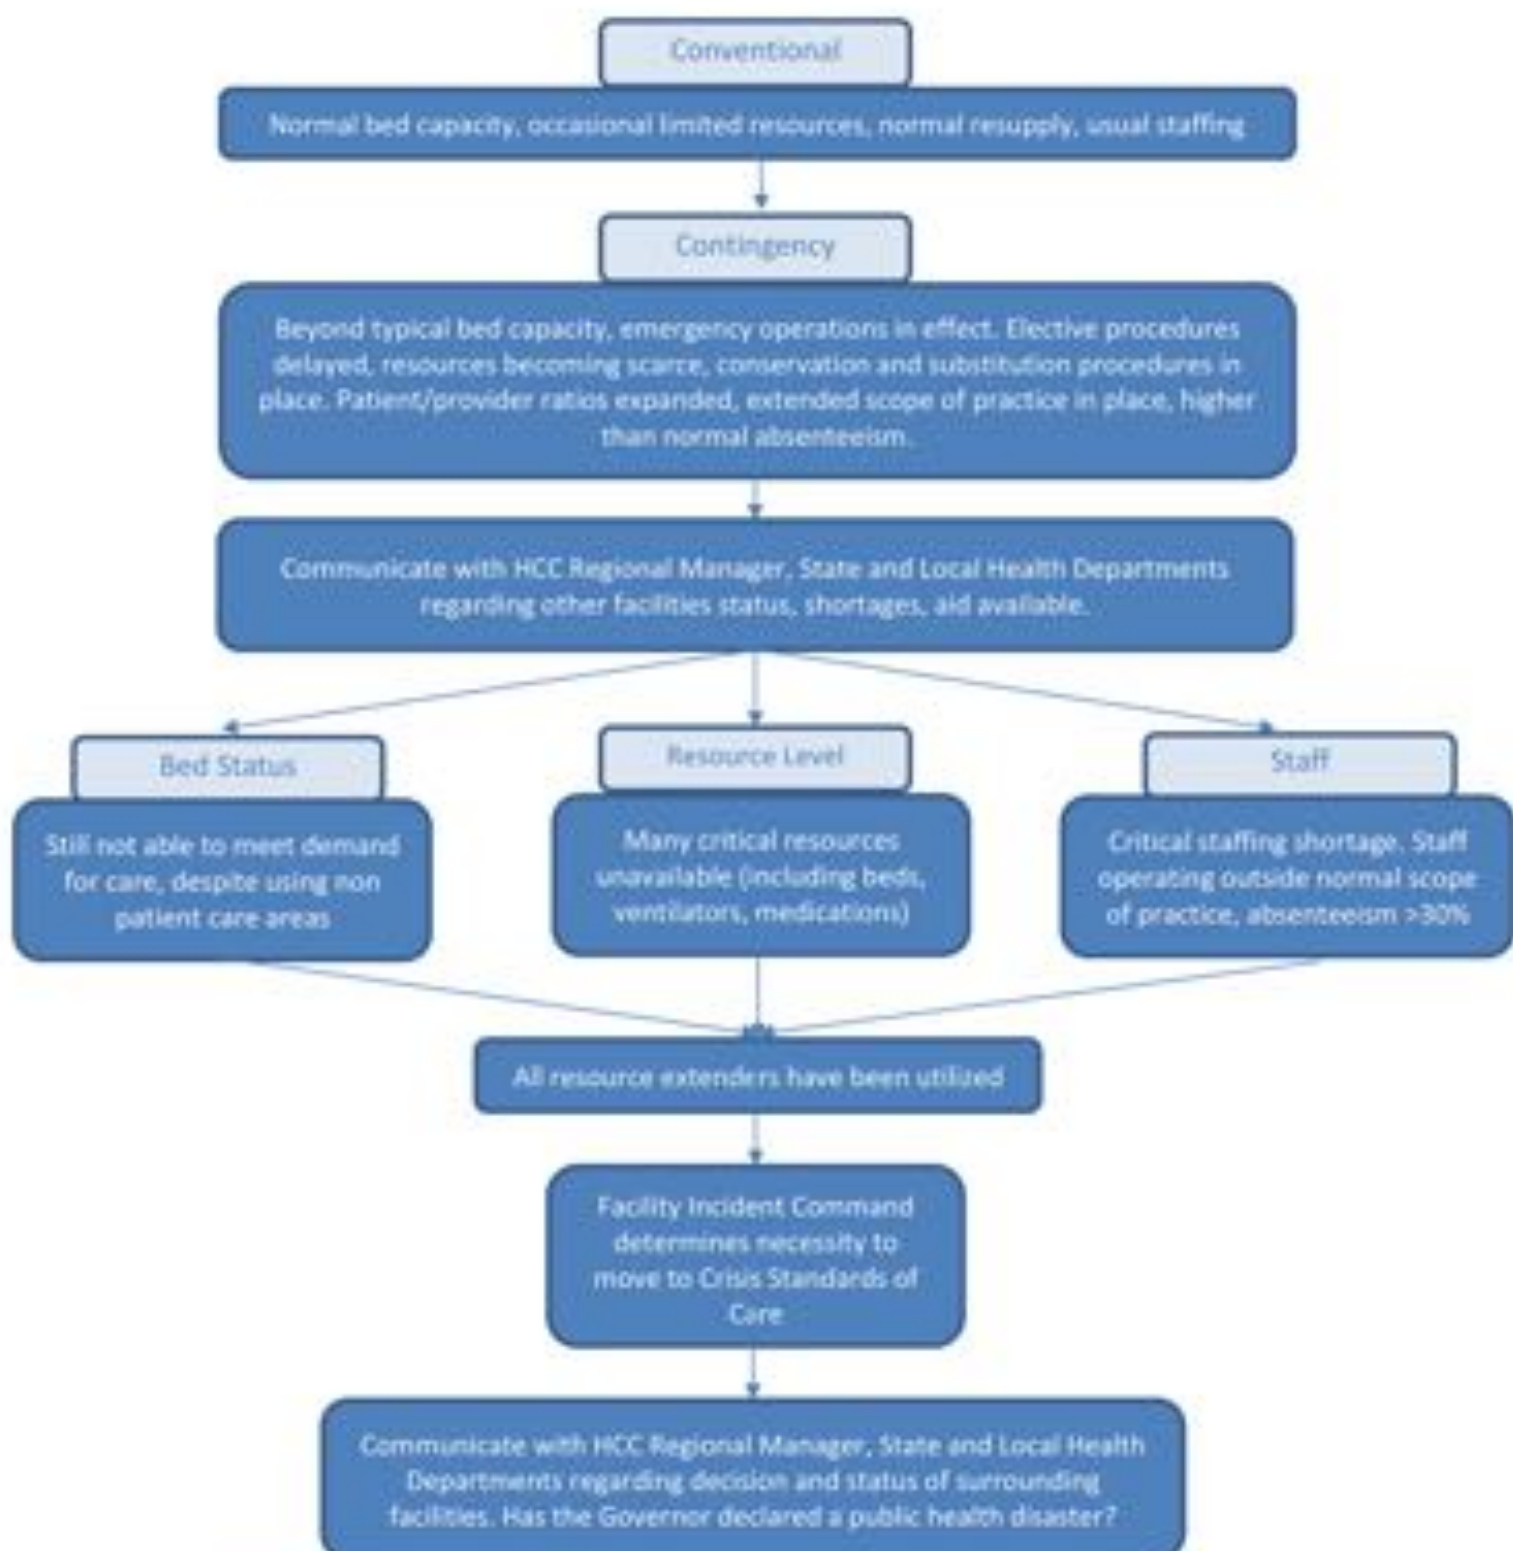 Conventional
Normal bed capacity, occasional limited resources, normal resupply, usual staffing
Contingency
Beyond typical bed capacity, emergency operations in effect. Elective procedures
delayed, resources becoming scarce, conservation and substitution procedures in
place. Patient/provider ratios expanded, extended scope of practice in place, higher
than normal absenteeism.
Communicate with HCC Regional Manager, State and Local Health Departments
regarding other facilities status, shortages, aid available.
Bed Status
Still not able to meet demand
for care, despite using non
patient care areas
Resource Level
Many critical resources
unavailable (including beds,
ventilators, medications)
Staff
Critical staffing shortage. Staff
operating outside normal scope
of practice, absenteeism >30%
All resource extenders have been utilized
Facility Incident Command
determines necessity to
move to Crisis Standards of
Care
Communicate with HCC Regional Manager, State and Local Health
Departments regarding decision and status of surrounding
facilities. Has the Governor declared a public health disaster?